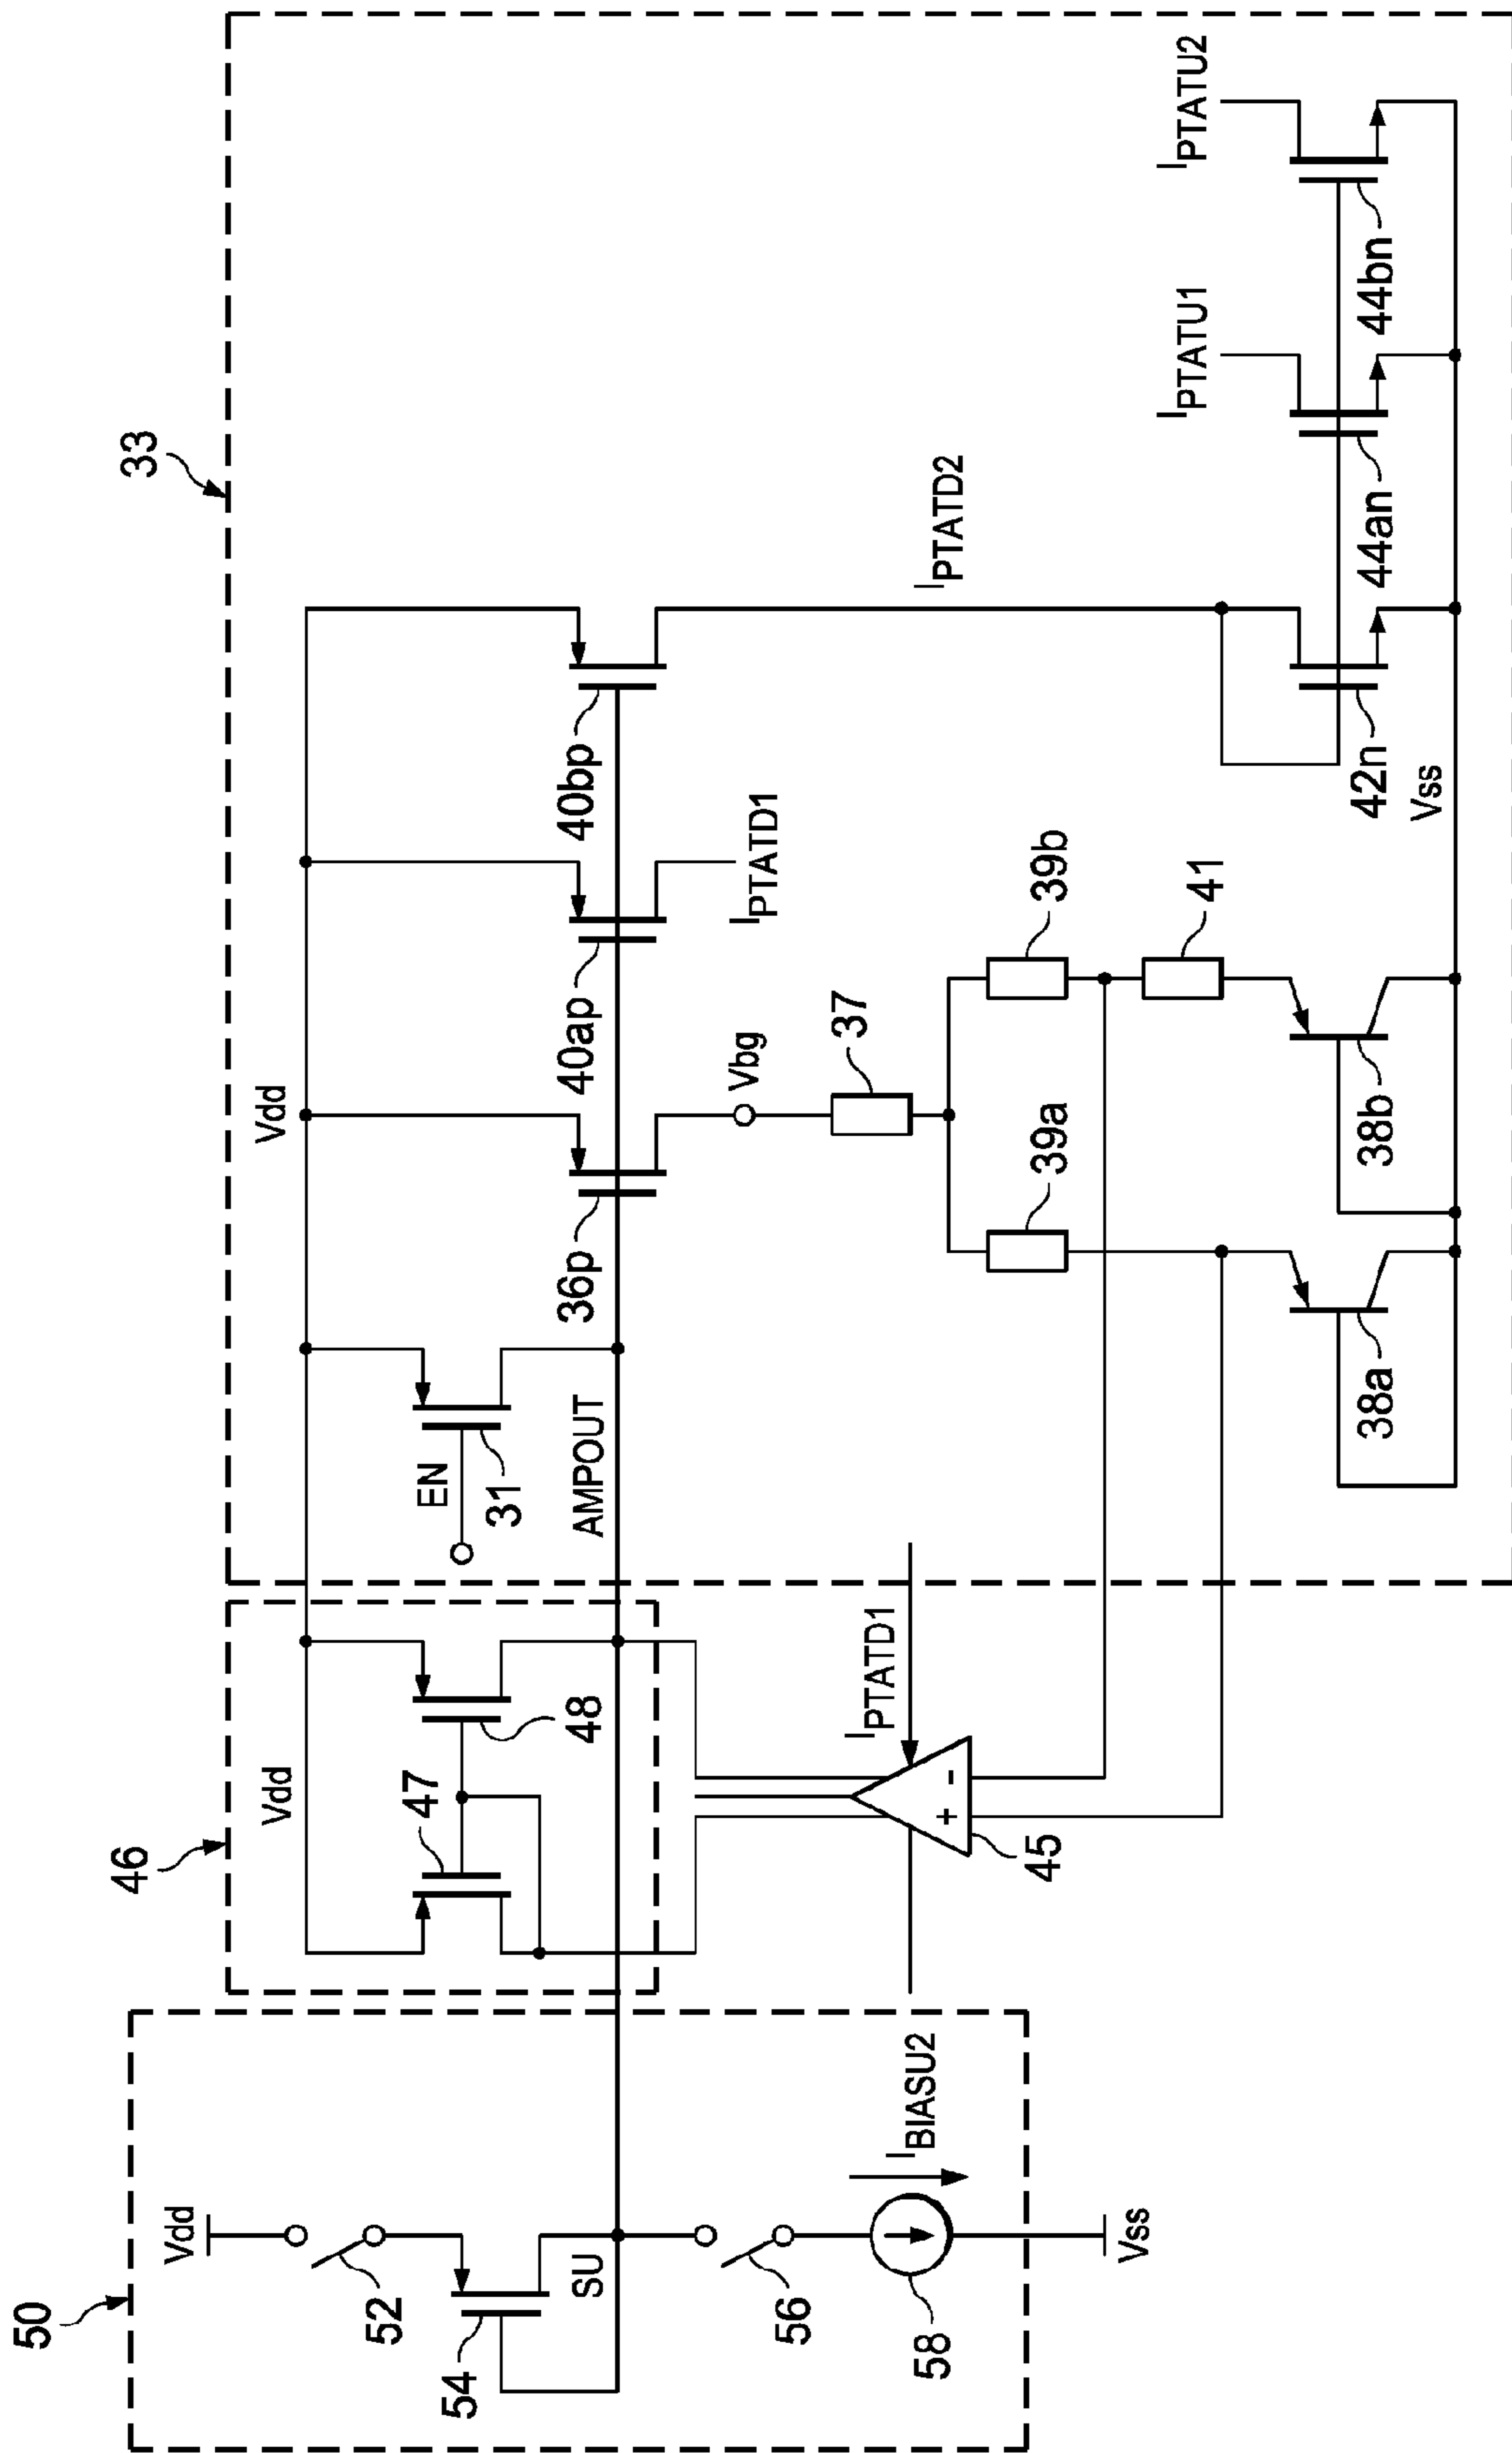 50
46
33
Vdd
Vdd
Vdd
52
54
SU
56
58
IBIASU2
Vss
47
48
45
+
-
IPTATD1
EN
31
AMPOUT
36p
40ap
40bp
IPTATD1
Vbg
37
39a
39b
41
38a
38b
IPTATD2
42n
Vss
IPTATU1
44an
IPTATU2
44bn